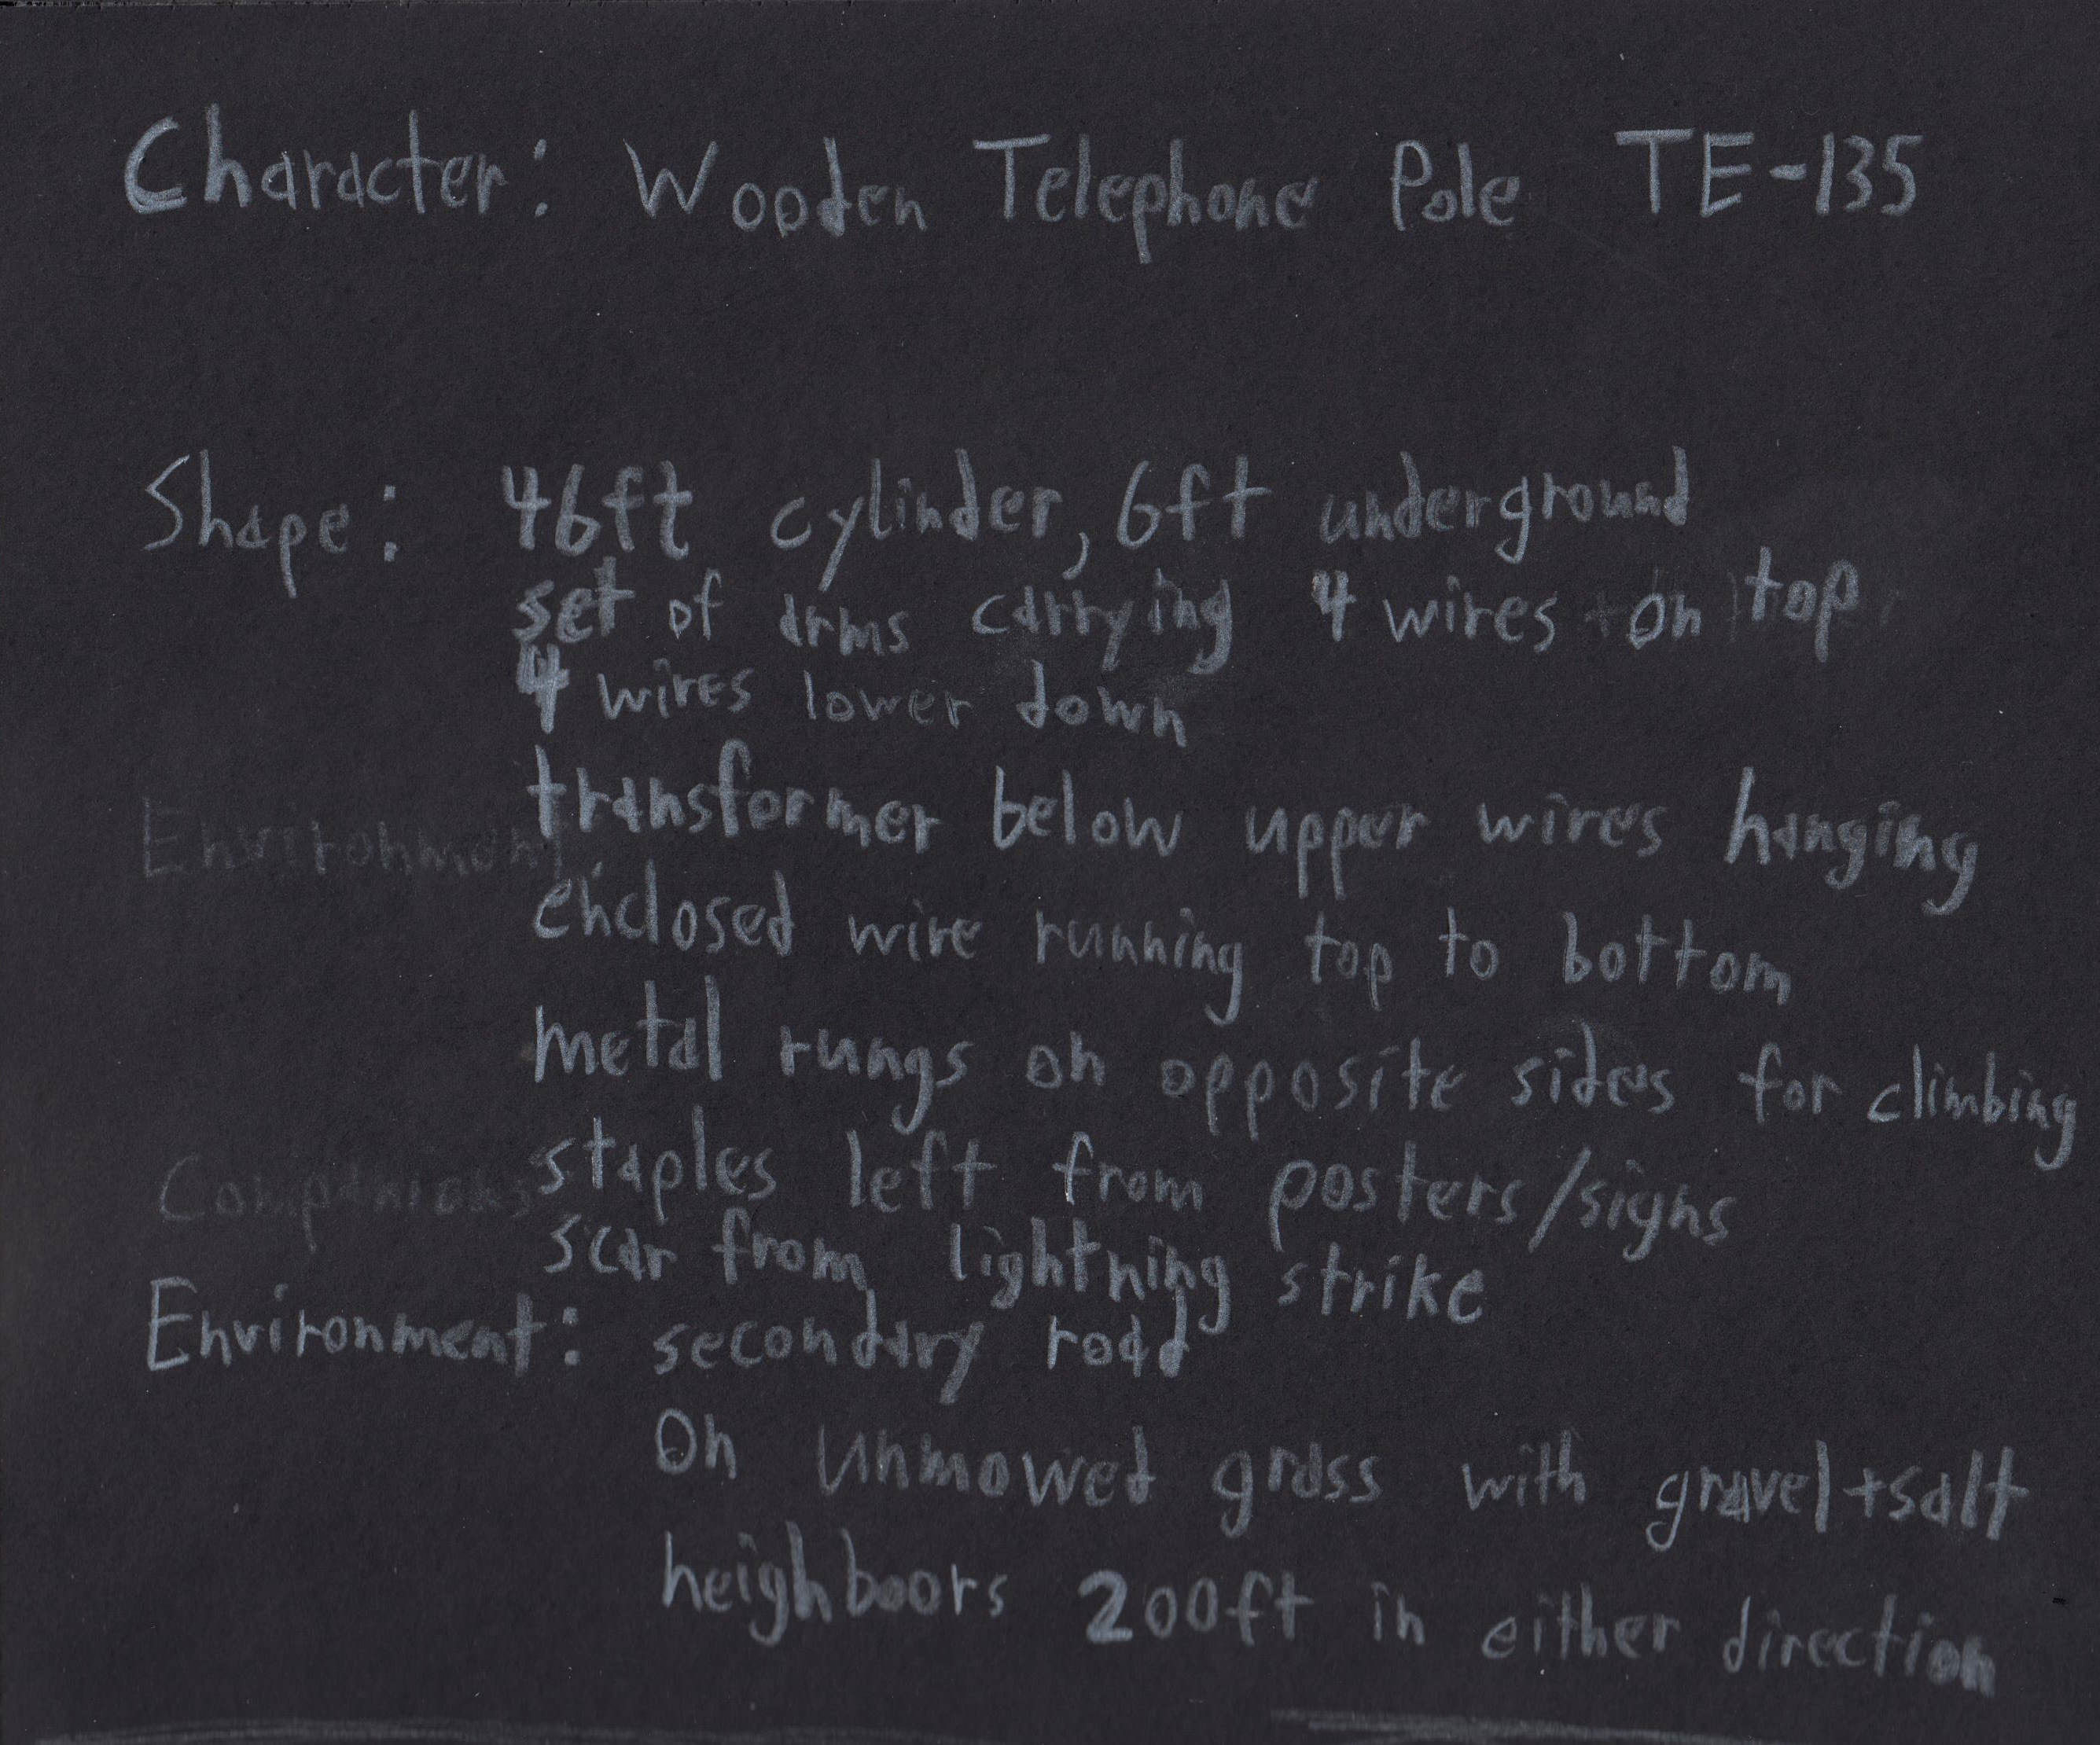 Character: Wooden Telephone Pole TE-135
Shape: 46ft cylinder, 6ft underground
set of arms carrying 4 wires on top
4 wires lower down
transformer below upper wires hanging
Environment:
enclosed wire running top to bottom
metal rungs on opposite sides for climbing
Companions
staples left from posters/signs
scar from lightning strike
Environment: secondary road
On unmowed grass with gravel+salt
neighboors 200ft in either direction